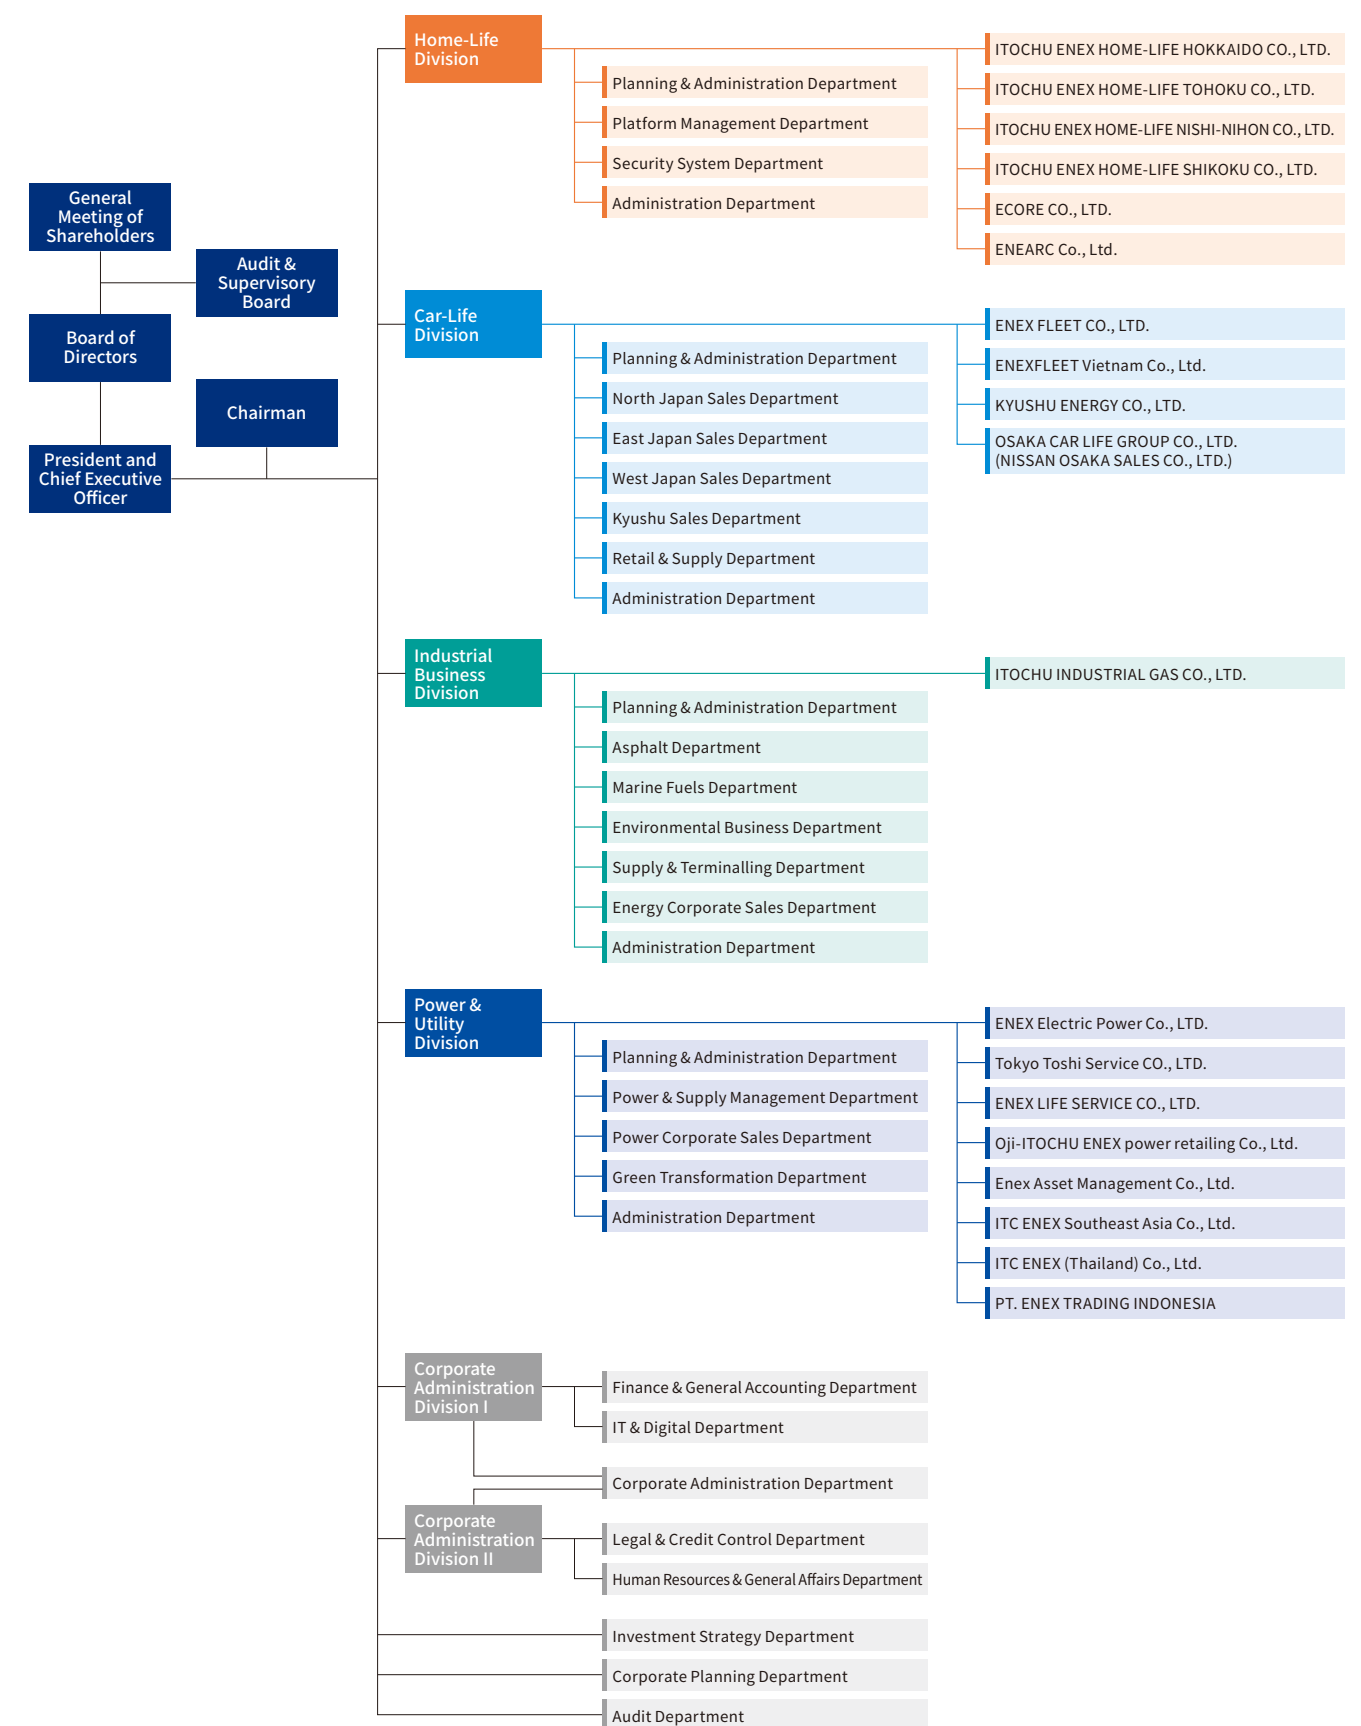 General
Meeting of
Shareholders
Audit &
Supervisory
Board
Board of
Directors
Chairman
President and
Chief Executive
Officer
Home-Life
Division
Planning & Administration Department
Platform Management Department
Security System Department
Administration Department
ITOCHU ENEX HOME-LIFE HOKKAIDO CO., LTD.
ITOCHU ENEX HOME-LIFE TOHOKU CO., LTD.
ITOCHU ENEX HOME-LIFE NISHI-NIHON CO., LTD.
ITOCHU ENEX HOME-LIFE SHIKOKU CO., LTD.
ECORE CO., LTD.
ENEARC Co., Ltd.
Car-Life
Division
Planning & Administration Department
North Japan Sales Department
East Japan Sales Department
West Japan Sales Department
Kyushu Sales Department
Retail & Supply Department
Administration Department
ENEX FLEET CO., LTD.
ENEXFLEET Vietnam Co., Ltd.
KYUSHU ENERGY CO., LTD.
OSAKA CAR LIFE GROUP CO., LTD.
(NISSAN OSAKA SALES CO., LTD.)
Industrial
Business
Division
Planning & Administration Department
Asphalt Department
Marine Fuels Department
Environmental Business Department
Supply & Terminalling Department
Energy Corporate Sales Department
Administration Department
ITOCHU INDUSTRIAL GAS CO., LTD.
Power &
Utility
Division
Planning & Administration Department
Power & Supply Management Department
Power Corporate Sales Department
Green Transformation Department
Administration Department
ENEX Electric Power Co., LTD.
Tokyo Toshi Service CO., LTD.
ENEX LIFE SERVICE CO., LTD.
Oji-ITOCHU ENEX power retailing Co., Ltd.
Enex Asset Management Co., Ltd.
ITC ENEX Southeast Asia Co., Ltd.
ITC ENEX (Thailand) Co., Ltd.
PT. ENEX TRADING INDONESIA
Corporate
Administration
Division I
Finance & General Accounting Department
IT & Digital Department
Corporate Administration Department
Corporate
Administration
Division II
Legal & Credit Control Department
Human Resources & General Affairs Department
Investment Strategy Department
Corporate Planning Department
Audit Department